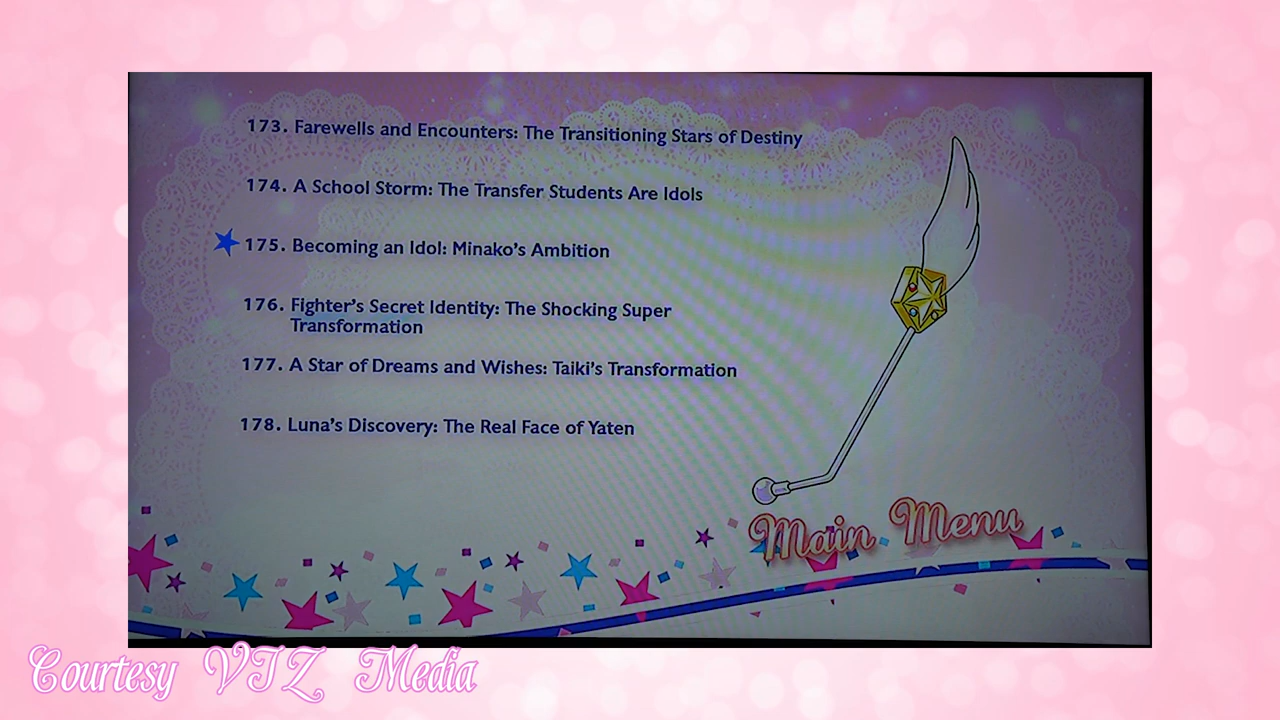 173. Farewells and Encounters: The Transitioning Stars of Destiny
174. A School Storm: The Transfer Students Are Idols
175. Becoming an Idol: Minako's Ambition
176. Fighter's Secret Identity: The Shocking Super
Transformation
177. A Star of Dreams and Wishes: Taiki's Transformation
178. Luna's Discovery: The Real Face of Yaten
Main Menu
Courtesy VIZ Media